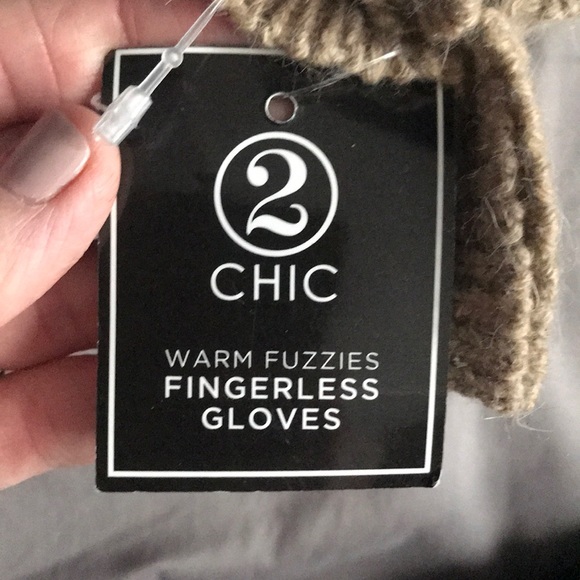 2
CHIC
WARM FUZZIES
FINGERLESS
GLOVES